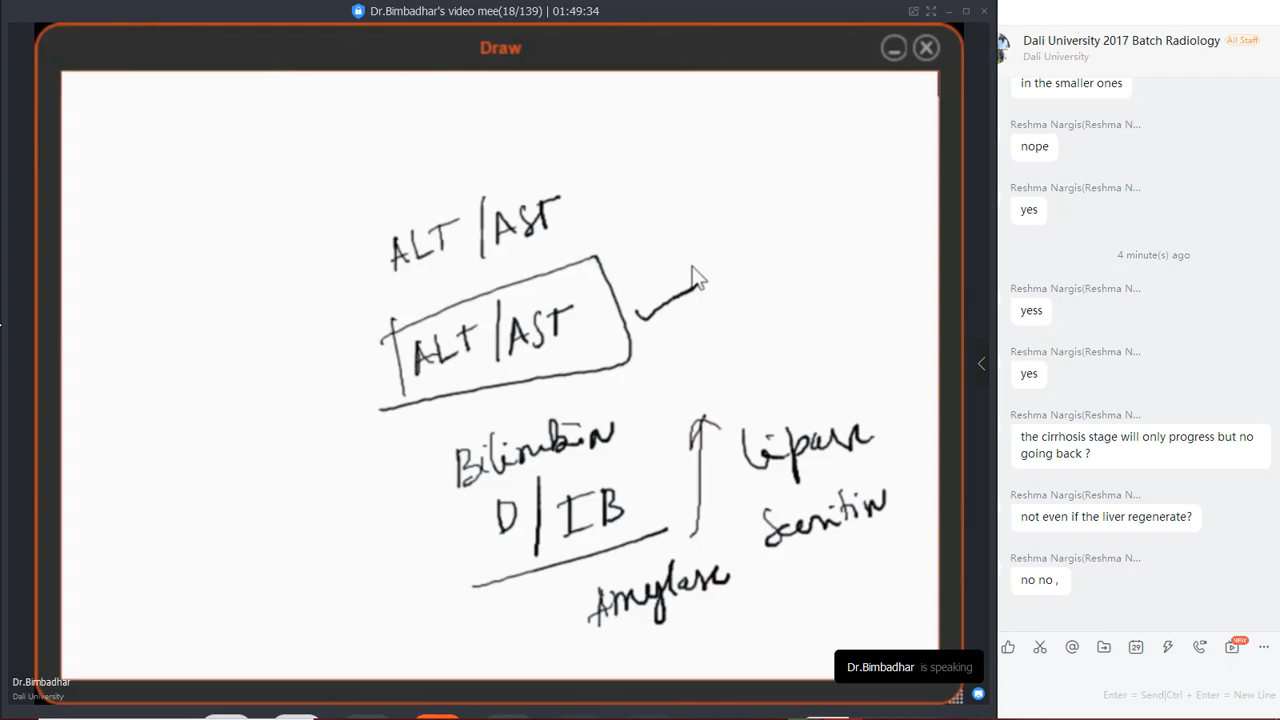 Dr.Bimbadhar's video mee(18/139) | 01:49:34
Draw
ALT/AST
ALT/AST
Bilirubin
D/IB
Amylase
Lipase
Dr.Bimbadhar
Dali University
Dr.Bimbadhar is speaking
Dali University 2017 Batch Radiology All Staff
Dali University
in the smaller ones
Reshma Nargis(Reshma N...
nope
Reshma Nargis(Reshma N...
yes
4 minute(s) ago
Reshma Nargis(Reshma N...
yess
Reshma Nargis(Reshma N...
yes
Reshma Nargis(Reshma N...
the cirrhosis stage will only progress but no
going back ?
Reshma Nargis(Reshma N...
not even if the liver regenerate?
Reshma Nargis(Reshma N...
no no ,
29
NEW
Enter = Send|Ctrl + Enter = New Line